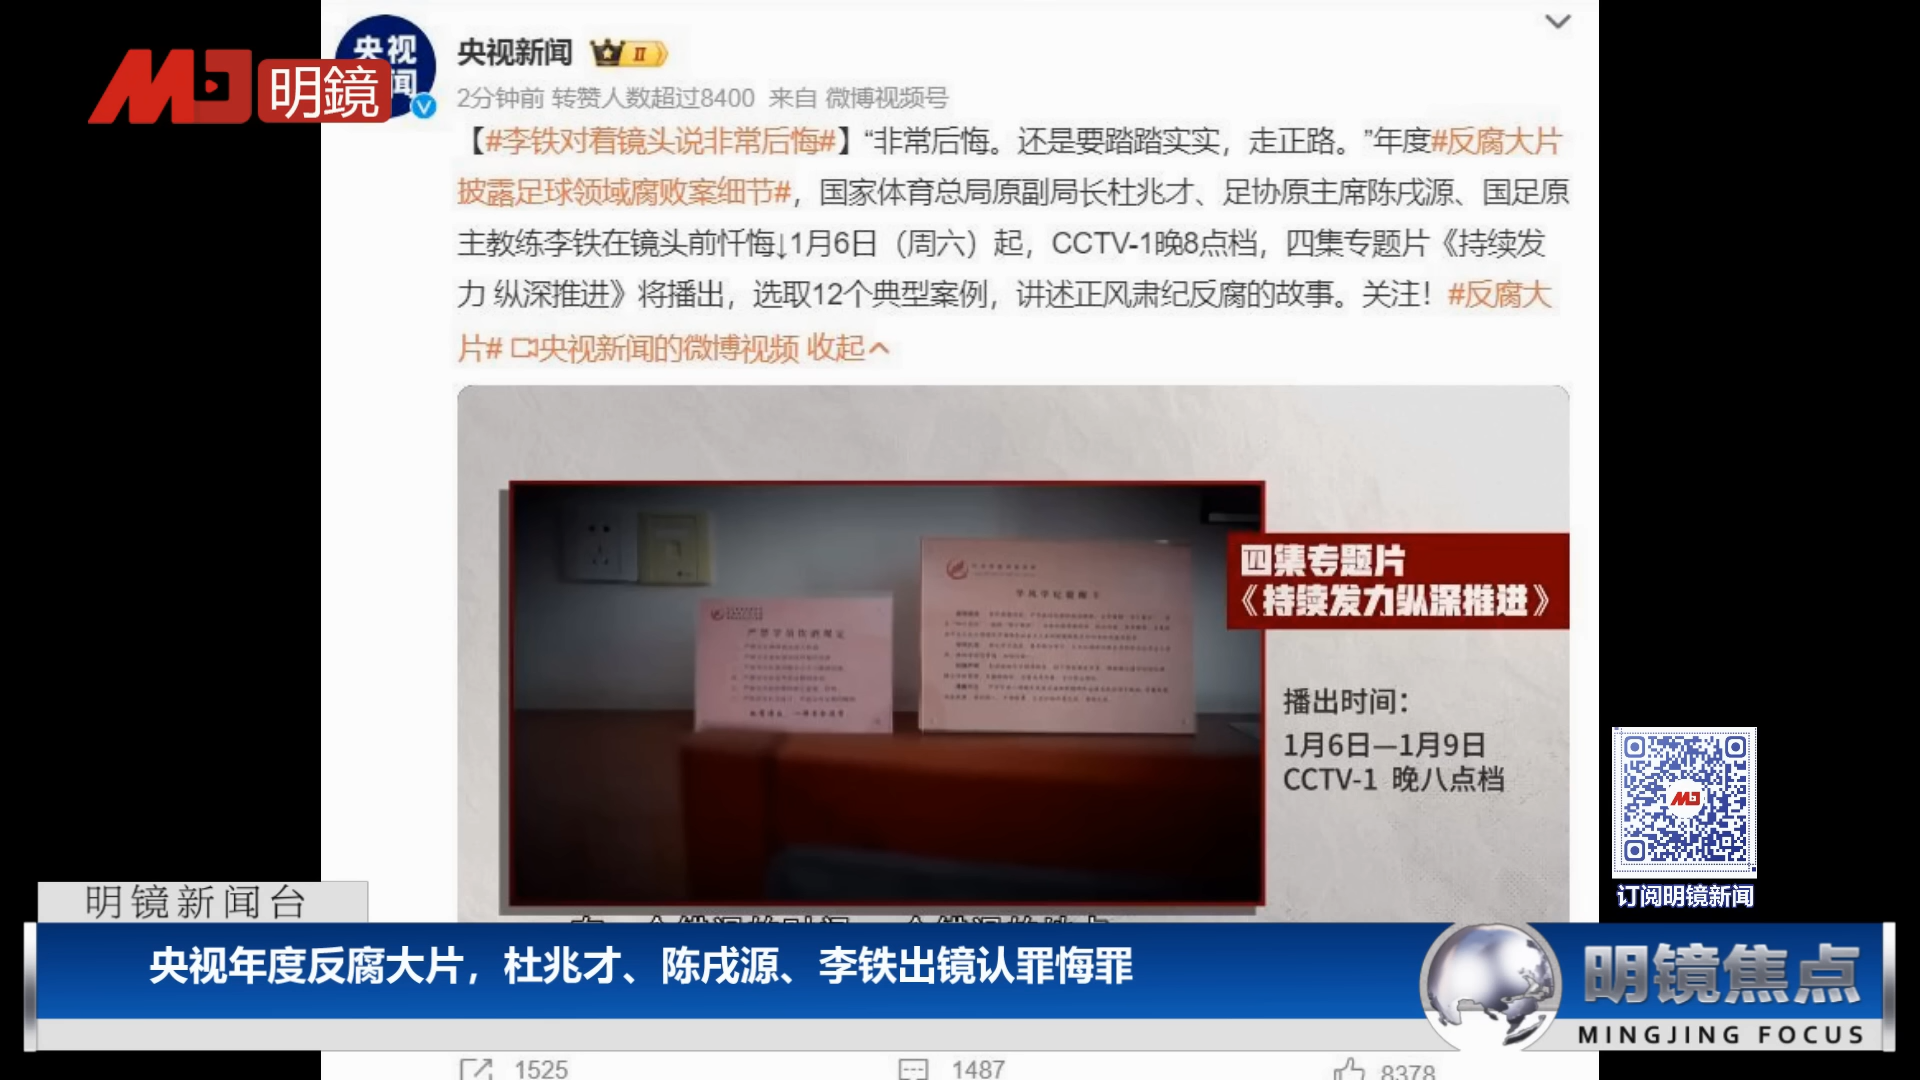 央视新闻
II
2分钟前 转赞人数超过8400 来自 微博视频号
央视
闻
MD 明鏡
【#李铁对着镜头说非常后悔#】“非常后悔。还是要踏踏实实，走正路。”年度#反腐大片
披露足球领域腐败案细节#，国家体育总局原副局长杜兆才、足协原主席陈戌源、国足原
主教练李铁在镜头前忏悔↓1月6日（周六）起，CCTV-1晚8点档，四集专题片《持续发
力 纵深推进》将播出，选取12个典型案例，讲述正风肃纪反腐的故事。关注！#反腐大
片# 央视新闻的微博视频 收起
四集专题片
《持续发力纵深推进》
播出时间：
1月6日—1月9日
CCTV-1 晚八点档
订阅明镜新闻
明镜新闻台
央视年度反腐大片，杜兆才、陈戌源、李铁出镜认罪悔罪
明镜焦点
MINGJING FOCUS
1525
1487
8378